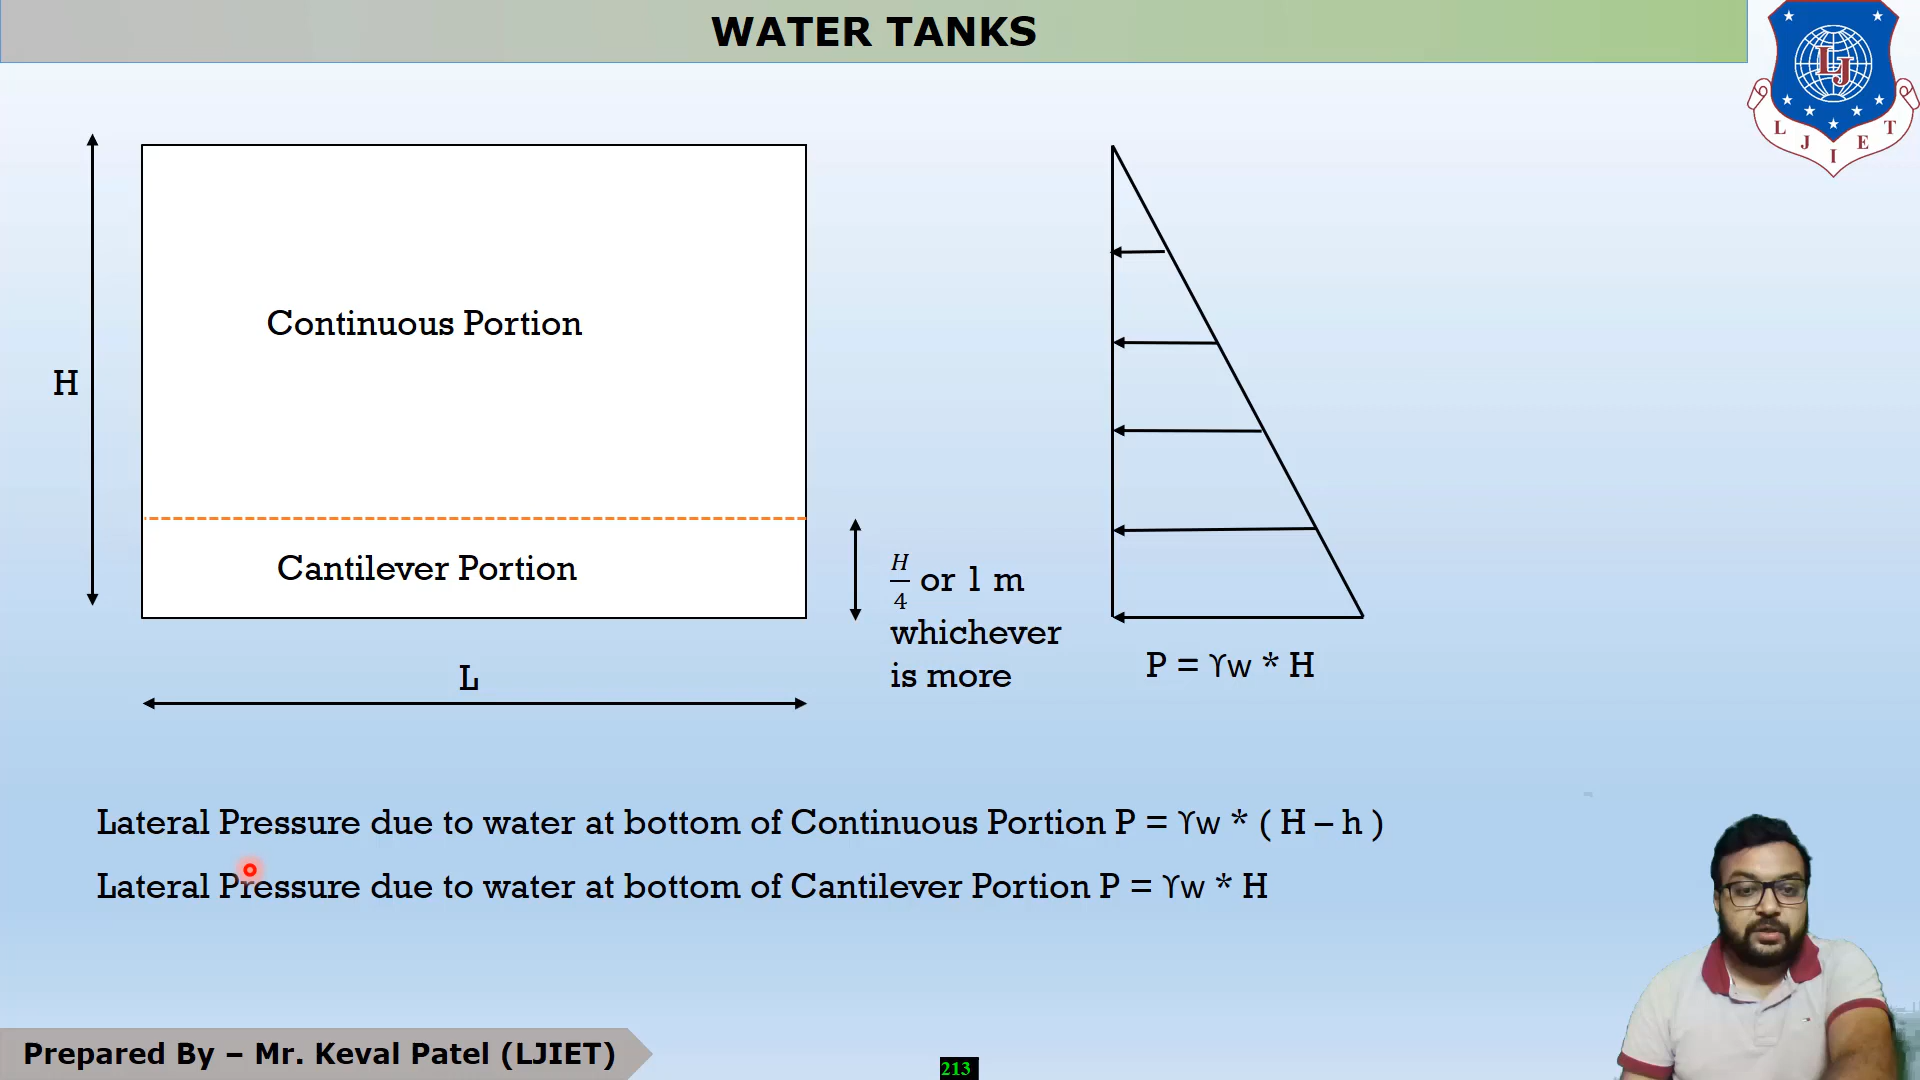 WATER TANKS
LJ
L J I E T
H
Continuous Portion
Cantilever Portion
H/4 or 1 m
whichever
is more
L
P = ϒw * H
Lateral Pressure due to water at bottom of Continuous Portion P = ϒw * ( H – h )
Lateral Pressure due to water at bottom of Cantilever Portion P = ϒw * H
Prepared By – Mr. Keval Patel (LJIET)
213